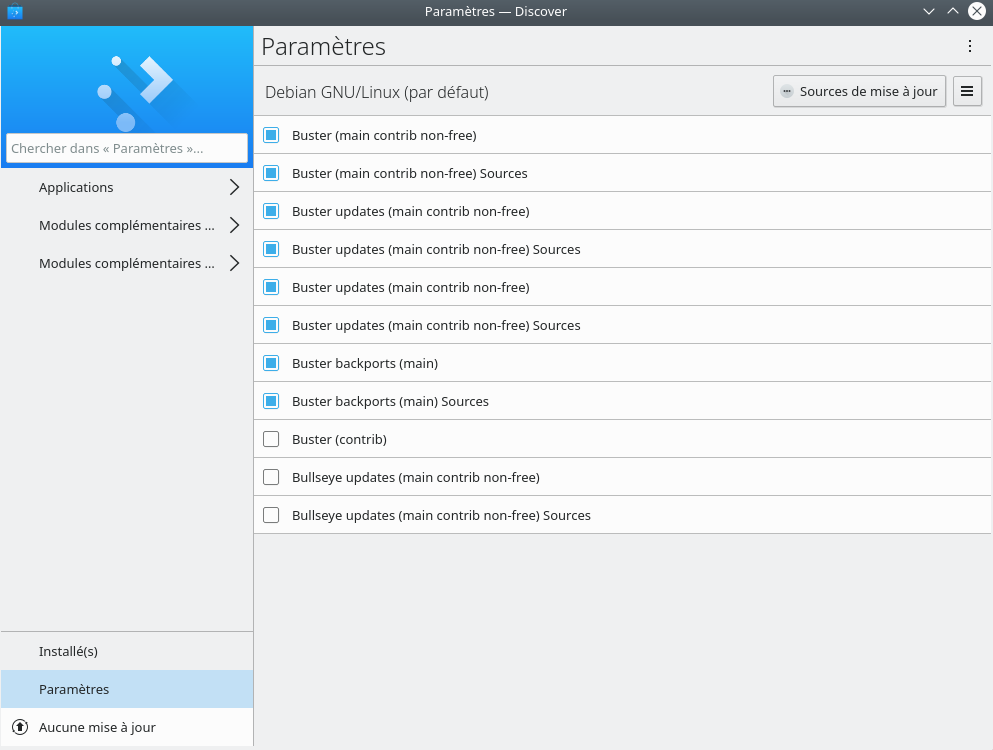 Paramètres — Discover
Chercher dans « Paramètres »...
Applications
Modules complémentaires ...
Modules complémentaires ...
Installé(s)
Paramètres
Aucune mise à jour
Paramètres
Debian GNU/Linux (par défaut)
Sources de mise à jour
Buster (main contrib non-free)
Buster (main contrib non-free) Sources
Buster updates (main contrib non-free)
Buster updates (main contrib non-free) Sources
Buster updates (main contrib non-free)
Buster updates (main contrib non-free) Sources
Buster backports (main)
Buster backports (main) Sources
Buster (contrib)
Bullseye updates (main contrib non-free)
Bullseye updates (main contrib non-free) Sources